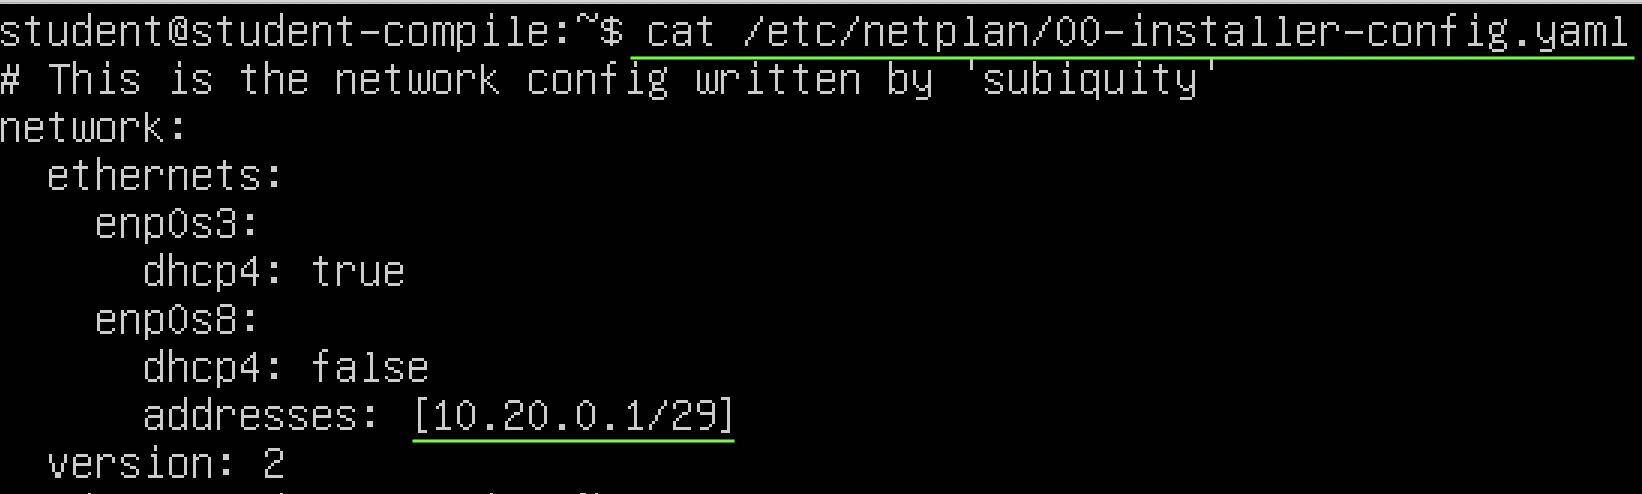 student@student-compile:~$ cat /etc/netplan/00-installer-config.yaml
# This is the network config written by 'subiquity'
network:
  ethernets:
    enp0s3:
      dhcp4: true
    enp0s8:
      dhcp4: false
      addresses: [10.20.0.1/29]
  version: 2